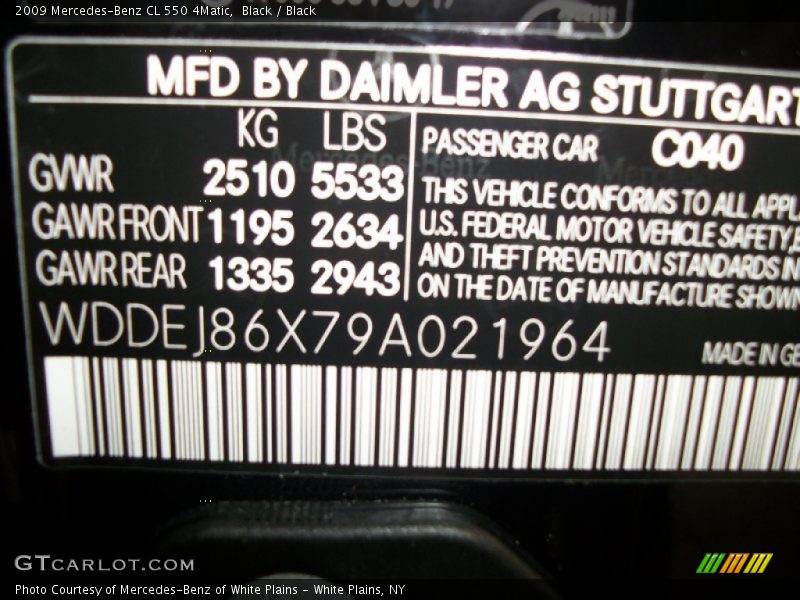 2009 Mercedes-Benz CL 550 4Matic, Black / Black
MFD BY DAIMLER AG STUTTGART
KG LBS
GVWR 2510 5533
GAWR FRONT 1195 2634
GAWR REAR 1335 2943
PASSENGER CAR C040
THIS VEHICLE CONFORMS TO ALL APPL
U.S. FEDERAL MOTOR VEHICLE SAFETY,
AND THEFT PREVENTION STANDARDS IN
ON THE DATE OF MANUFACTURE SHOWN
WDDEJ86X79A021964
MADE IN GE
GTCARLOT.COM
Photo Courtesy of Mercedes-Benz of White Plains - White Plains, NY